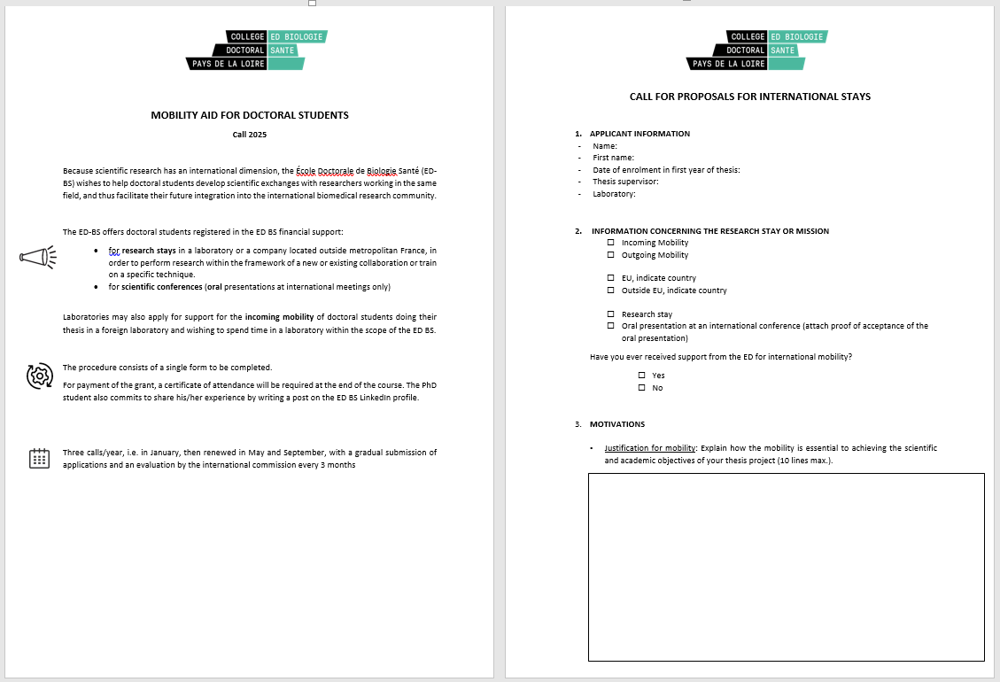 COLLEGE ED BIOLOGIE
DOCTORAL SANTE
PAYS DE LA LOIRE
MOBILITY AID FOR DOCTORAL STUDENTS
Call 2025
Because scientific research has an international dimension, the École Doctorale de Biologie Santé (ED-
BS) wishes to help doctoral students develop scientific exchanges with researchers working in the same
field, and thus facilitate their future integration into the international biomedical research community.
The ED-BS offers doctoral students registered in the ED BS financial support:
• for research stays in a laboratory or a company located outside metropolitan France, in
order to perform research within the framework of a new or existing collaboration or train
on a specific technique.
• for scientific conferences (oral presentations at international meetings only)
Laboratories may also apply for support for the incoming mobility of doctoral students doing their
thesis in a foreign laboratory and wishing to spend time in a laboratory within the scope of the ED BS.
The procedure consists of a single form to be completed.
For payment of the grant, a certificate of attendance will be required at the end of the course. The PhD
student also commits to share his/her experience by writing a post on the ED BS LinkedIn profile.
Three calls/year, i.e. in January, then renewed in May and September, with a gradual submission of
applications and an evaluation by the international commission every 3 months
COLLEGE ED BIOLOGIE
DOCTORAL SANTE
PAYS DE LA LOIRE
CALL FOR PROPOSALS FOR INTERNATIONAL STAYS
1. APPLICANT INFORMATION
- Name:
- First name:
- Date of enrolment in first year of thesis:
- Thesis supervisor:
- Laboratory:
2. INFORMATION CONCERNING THE RESEARCH STAY OR MISSION
☐ Incoming Mobility
☐ Outgoing Mobility
☐ EU, indicate country
☐ Outside EU, indicate country
☐ Research stay
☐ Oral presentation at an international conference (attach proof of acceptance of the
oral presentation)
Have you ever received support from the ED for international mobility?
☐ Yes
☐ No
3. MOTIVATIONS
• Justification for mobility: Explain how the mobility is essential to achieving the scientific
and academic objectives of your thesis project (10 lines max.).